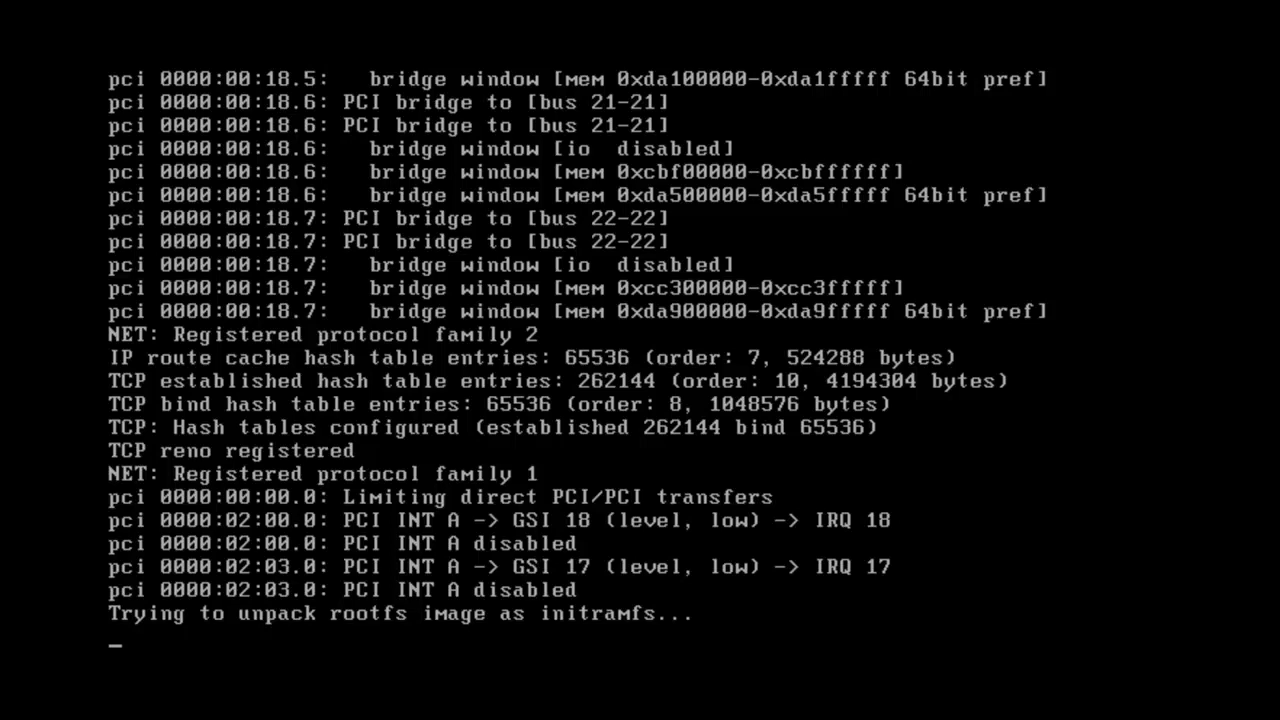 pci 0000:00:18.5:   bridge window [mem 0xda100000-0xda1fffff 64bit pref]
pci 0000:00:18.6: PCI bridge to [bus 21-21]
pci 0000:00:18.6: PCI bridge to [bus 21-21]
pci 0000:00:18.6:   bridge window [io  disabled]
pci 0000:00:18.6:   bridge window [mem 0xcbf00000-0xcbffffff]
pci 0000:00:18.6:   bridge window [mem 0xda500000-0xda5fffff 64bit pref]
pci 0000:00:18.7: PCI bridge to [bus 22-22]
pci 0000:00:18.7: PCI bridge to [bus 22-22]
pci 0000:00:18.7:   bridge window [io  disabled]
pci 0000:00:18.7:   bridge window [mem 0xcc300000-0xcc3fffff]
pci 0000:00:18.7:   bridge window [mem 0xda900000-0xda9fffff 64bit pref]
NET: Registered protocol family 2
IP route cache hash table entries: 65536 (order: 7, 524288 bytes)
TCP established hash table entries: 262144 (order: 10, 4194304 bytes)
TCP bind hash table entries: 65536 (order: 8, 1048576 bytes)
TCP: Hash tables configured (established 262144 bind 65536)
TCP reno registered
NET: Registered protocol family 1
pci 0000:00:00.0: Limiting direct PCI/PCI transfers
pci 0000:02:00.0: PCI INT A -> GSI 18 (level, low) -> IRQ 18
pci 0000:02:00.0: PCI INT A disabled
pci 0000:02:03.0: PCI INT A -> GSI 17 (level, low) -> IRQ 17
pci 0000:02:03.0: PCI INT A disabled
Trying to unpack rootfs image as initramfs...
_